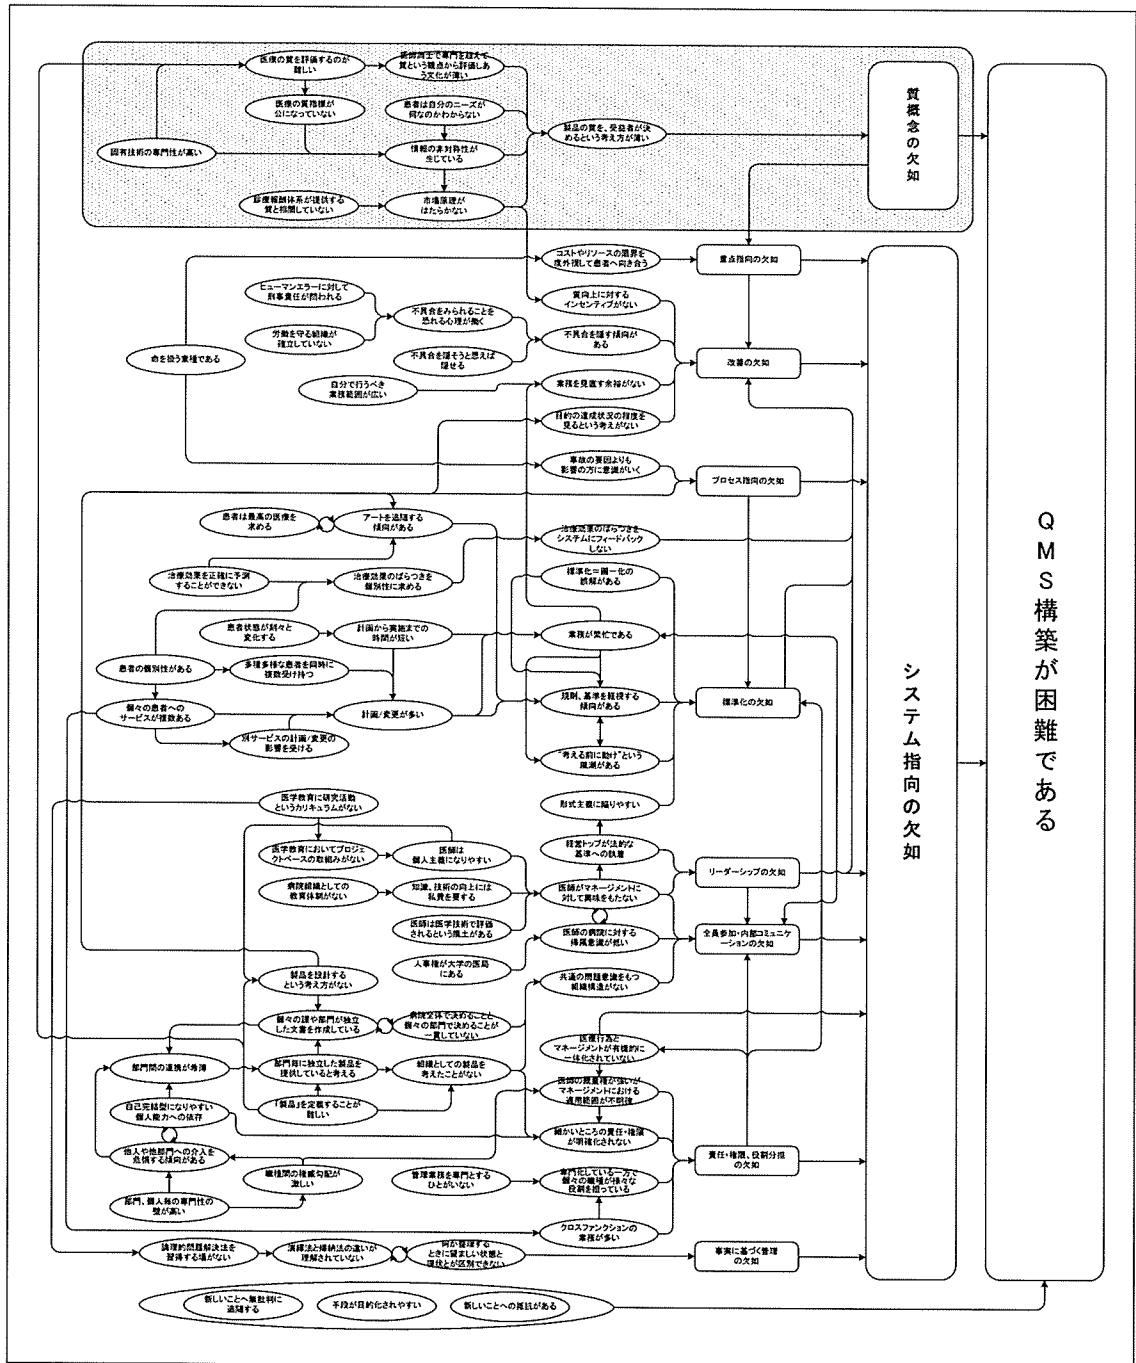 医療の質を評価するのが
難しい
医師同士で専門を超えて
質という観点から評価しあ
う文化が薄い
医療の質指標が
公になっていない
患者は自分のニーズが
何なのかわからない
固有技術の専門性が高い
情報の非対称性が
生じている
製品の質を、受益者が決
めるという考え方が薄い
診療報酬体系が提供する
質と相関していない
市場原理が
はたらかない
質概念の欠如
コストやリソースの限界を
度外視して患者へ向き合う
重点指向の欠如
ヒューマンエラーに対して
刑事責任が問われる
質向上に対する
インセンティブがない
不具合をみられることを
恐れる心理が働く
労働を守る組織が
確立していない
不具合を隠す傾向が
ある
命を扱う業種である
不具合を隠そうと思えば
隠せる
改善の欠如
自分で行うべき
業務範囲が広い
業務を見直す余裕がない
目的の達成状況の精度を
見るという考えがない
事故の要因よりも
影響の方に意識がいく
プロセス指向の欠如
患者は最高の医療を
求める
アートを追随する
傾向がある
治療効果のばらつきを
システムにフィードバック
しない
治療効果を正確に予測
することができない
治療効果のばらつきを
個別性に求める
標準化=画一化の
誤解がある
患者状態が刻々と
変化する
計画から実施までの
時間が短い
業務が繁忙である
患者の個別性がある
多種多様な患者を同時に
複数受け持つ
個々の患者への
サービスが複数ある
計画/変更が多い
規則、基準を軽視する
傾向がある
標準化の欠如
別サービスの計画/変更の
影響を受ける
“考える前に動け”という
風潮がある
システム指向の欠如
QMS構築が困難である
医学教育に研究活動
というカリキュラムがない
形式主義に陥りやすい
医学教育においてプロジェ
クトベースの取組みがない
医師は
個人主義になりやすい
経営トップが法的な
基準への執着
リーダーシップの欠如
病院組織としての
教育体制がない
知識、技術の向上には
私費を要する
医師がマネージメントに
対して興味をもたない
医師は医学技術で評価
されるという風土がある
医師の病院に対する
帰属意識が低い
全員参加・内部コミュニケ
ーションの欠如
人事権が大学の医局
にある
製品を設計する
という考え方がない
共通の問題意識をもつ
組織構造がない
個々の課や部門が独立
した文書を作成している
病院全体で決めることと
個々の部門で決めることが
一貫していない
医療行為と
マネージメントが有機的に
一体化されていない
部門間の連携が希薄
部門毎に独立した製品を
提供していると考える
組織としての製品を
考えたことがない
医師の裁量権が強いが
マネージメントにおける
適用範囲が不明確
自己完結型になりやすい
個人能力への依存
「製品」を定義することが
難しい
細かいところの責任・権限
が明確化されない
他人や他部門への介入を
危惧する傾向がある
責任・権限、役割分担
の欠如
職種間の権威勾配が
激しい
管理業務を専門とする
ひとがいない
専門化している一方で
個々の職種が様々な
役割を担っている
部門、個人毎の専門性の
壁が高い
クロスファンクションの
業務が多い
論理的問題解決法を
習得する場がない
演繹法と帰納法の違いが
理解されていない
何か整理する
ときに望ましい状態と
現状とが区別できない
事実に基づく管理
の欠如
新しいことへ無批判に
追随する
手段が目的化されやすい
新しいことへの抵抗がある